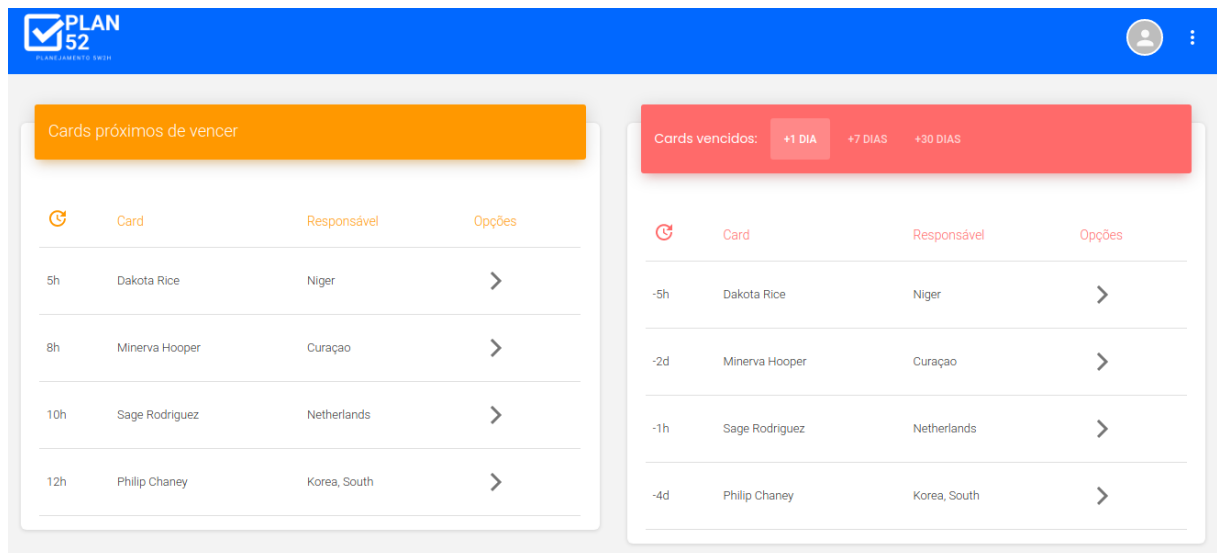 PLAN
52
PLANEJAMENTO 5W2H
Cards próximos de vencer
Card Responsável Opções
5h Dakota Rice Niger
8h Minerva Hooper Curaçao
10h Sage Rodriguez Netherlands
12h Philip Chaney Korea, South
Cards vencidos: +1 DIA +7 DIAS +30 DIAS
Card Responsável Opções
-5h Dakota Rice Niger
-2d Minerva Hooper Curaçao
-1h Sage Rodriguez Netherlands
-4d Philip Chaney Korea, South